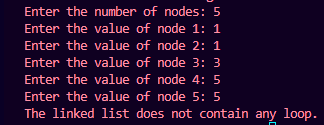 Enter the number of nodes: 5
Enter the value of node 1: 1
Enter the value of node 2: 1
Enter the value of node 3: 3
Enter the value of node 4: 5
Enter the value of node 5: 5
The linked list does not contain any loop.